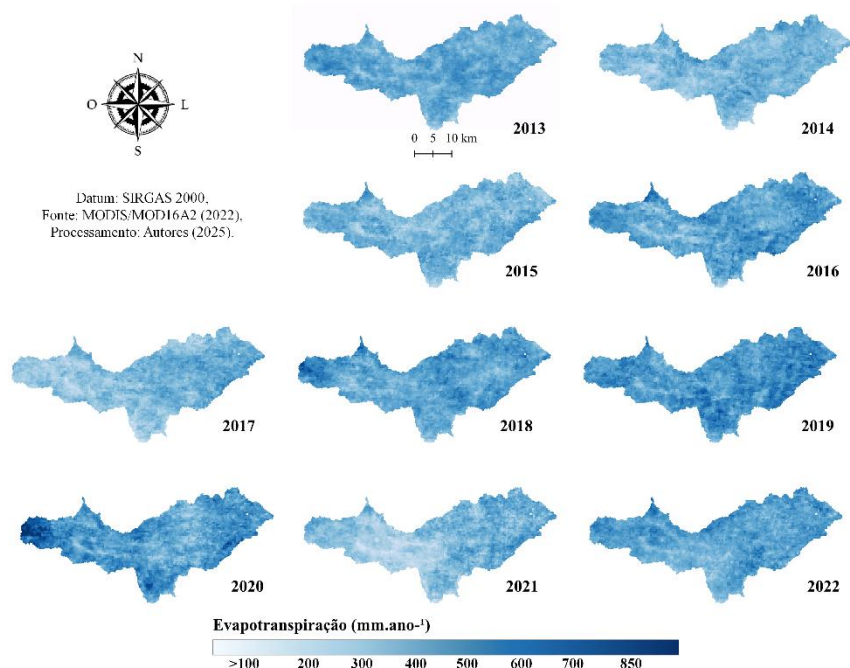 N
O L
S
Datum: SIRGAS 2000,
Fonte: MODIS/MOD16A2 (2022),
Processamento: Autores (2025).
2013
0 5 10 km
2014
2015
2016
2017
2018
2019
2020
2021
2022
Evapotranspiração (mm.ano-¹)
>100 200 300 400 500 600 700 850